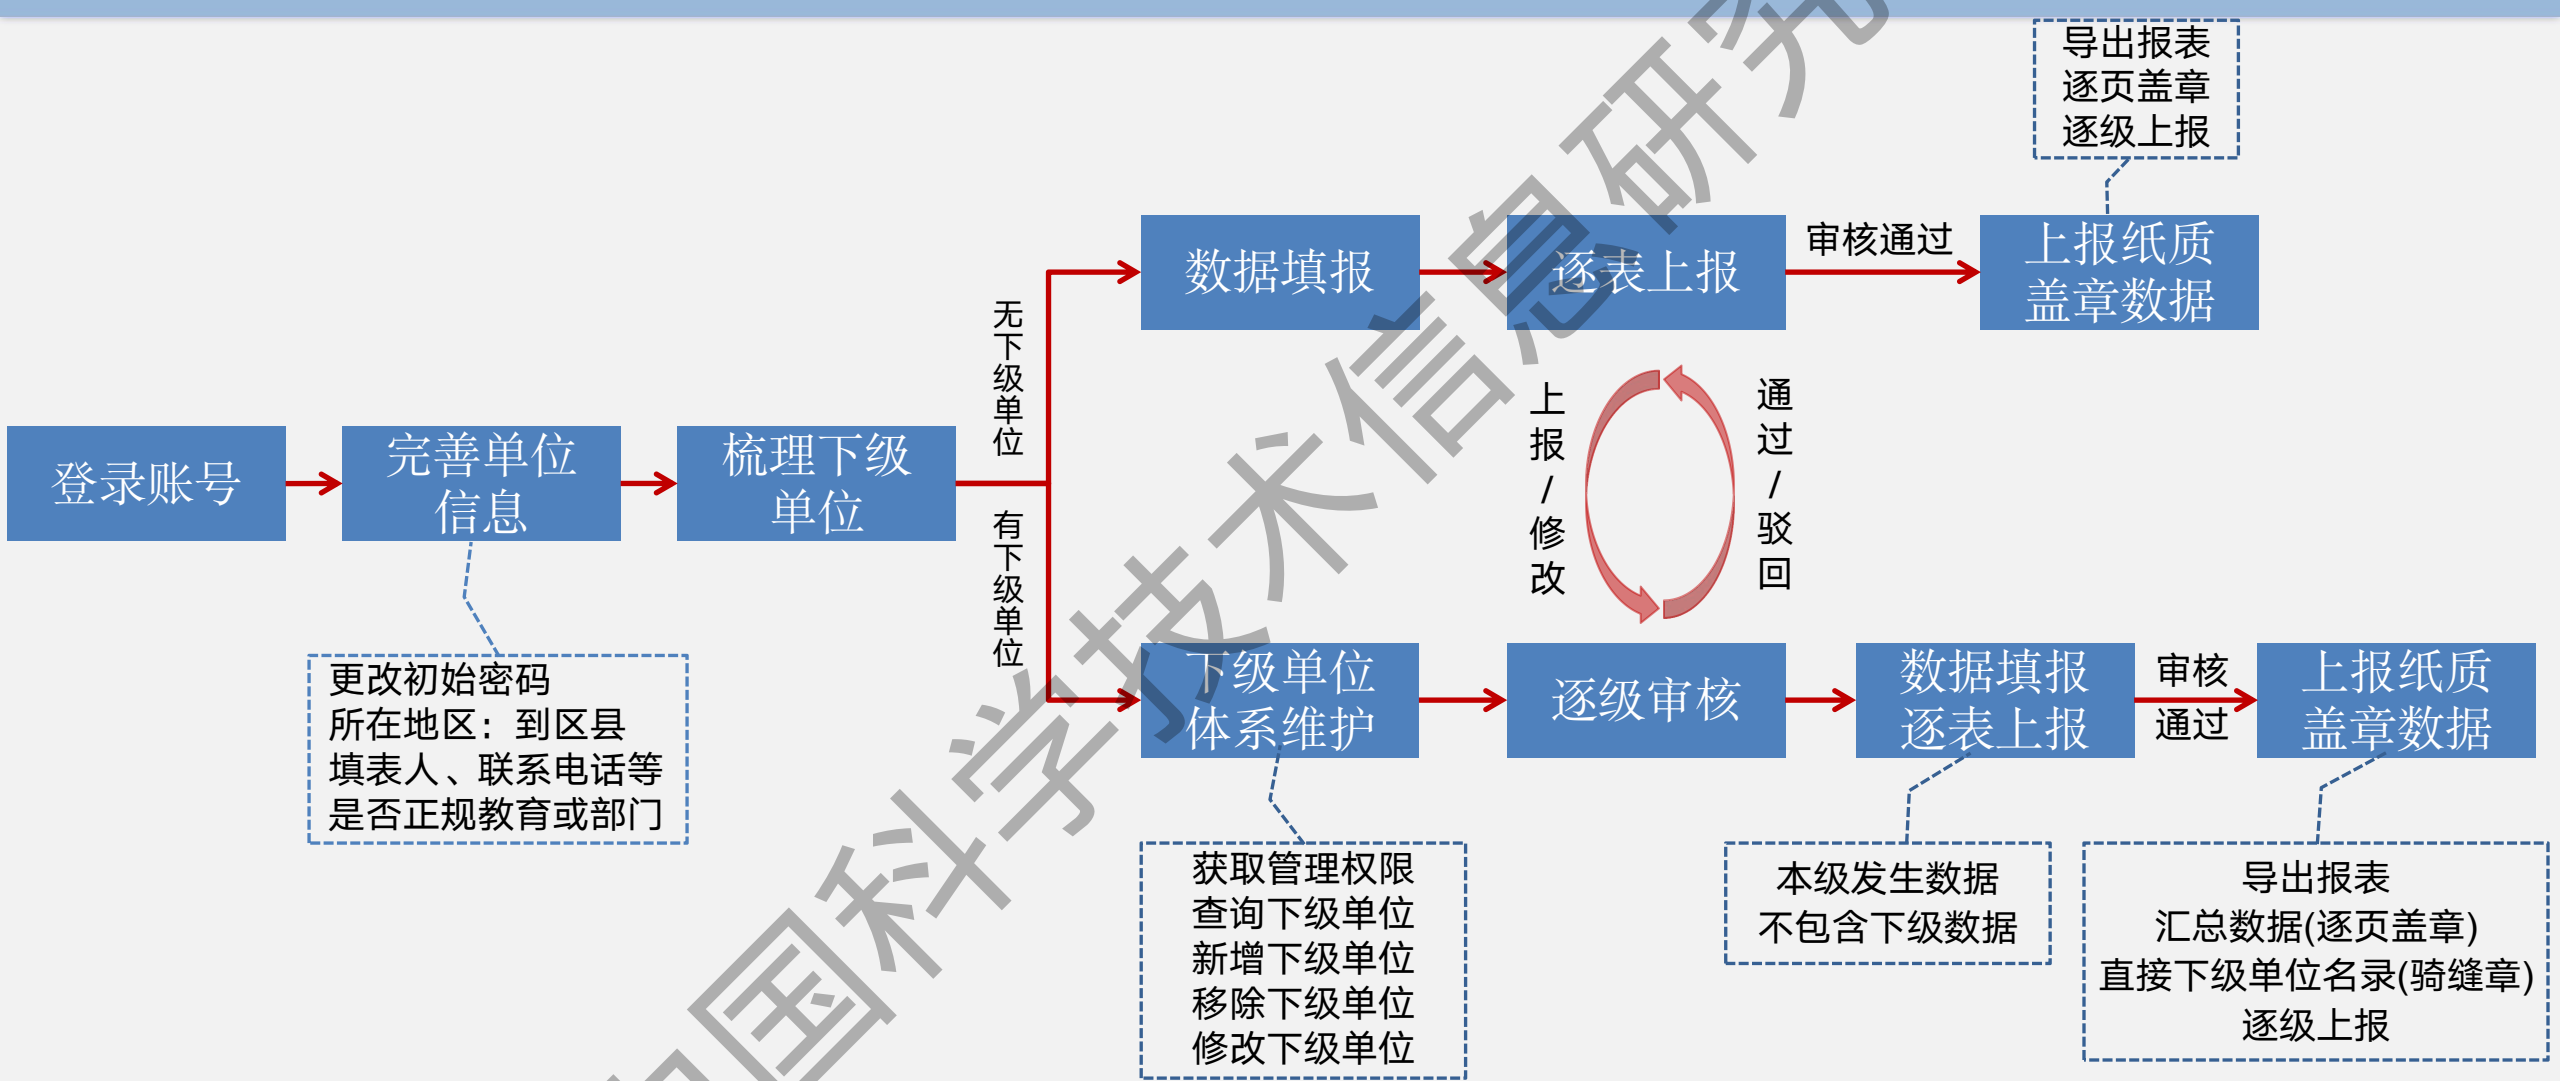 导出报表
逐页盖章
逐级上报
数据填报
逐表上报
审核通过
上报纸质
盖章数据
无下级单位
上报/修改
通过/驳回
登录账号
完善单位
信息
梳理下级
单位
有下级单位
更改初始密码
所在地区：到区县
填表人、联系电话等
是否正规教育或部门
下级单位
体系维护
逐级审核
数据填报
逐表上报
审核
通过
上报纸质
盖章数据
获取管理权限
查询下级单位
新增下级单位
移除下级单位
修改下级单位
本级发生数据
不包含下级数据
导出报表
汇总数据(逐页盖章)
直接下级单位名录(骑缝章)
逐级上报
中国科学技术信息研究